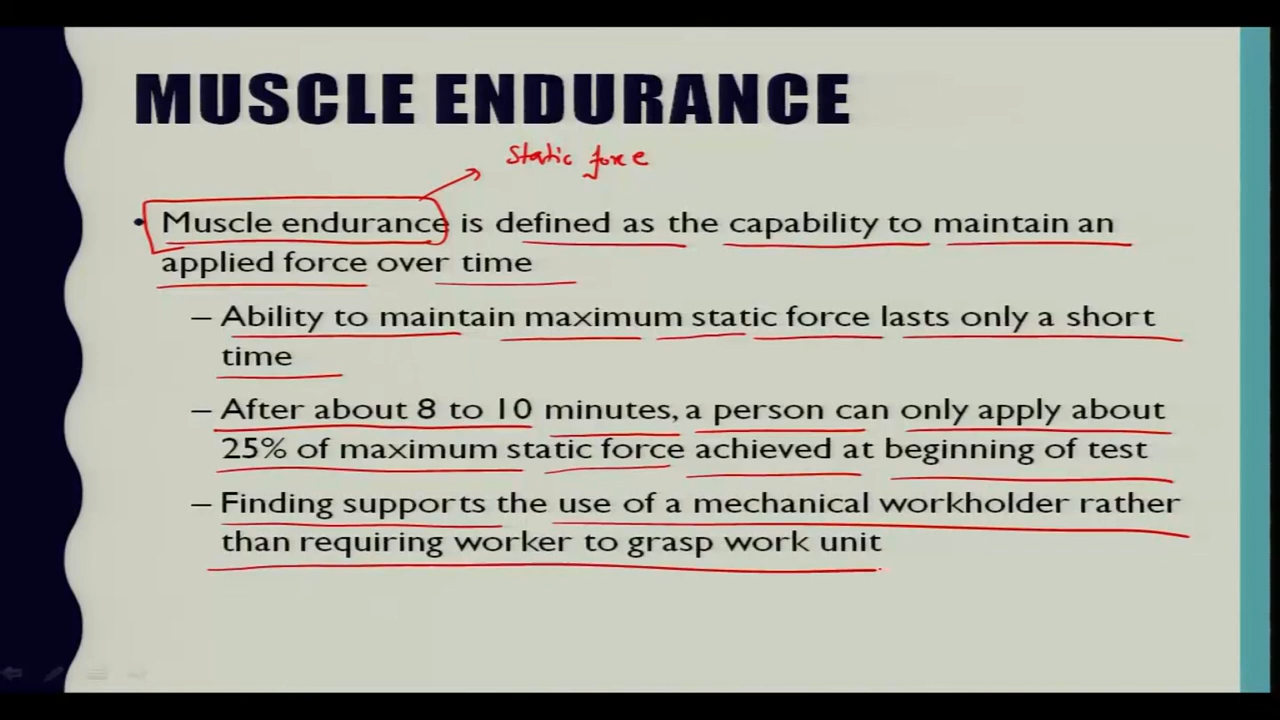 MUSCLE ENDURANCE
Static force
• Muscle endurance is defined as the capability to maintain an
applied force over time
– Ability to maintain maximum static force lasts only a short
time
– After about 8 to 10 minutes, a person can only apply about
25% of maximum static force achieved at beginning of test
– Finding supports the use of a mechanical workholder rather
than requiring worker to grasp work unit